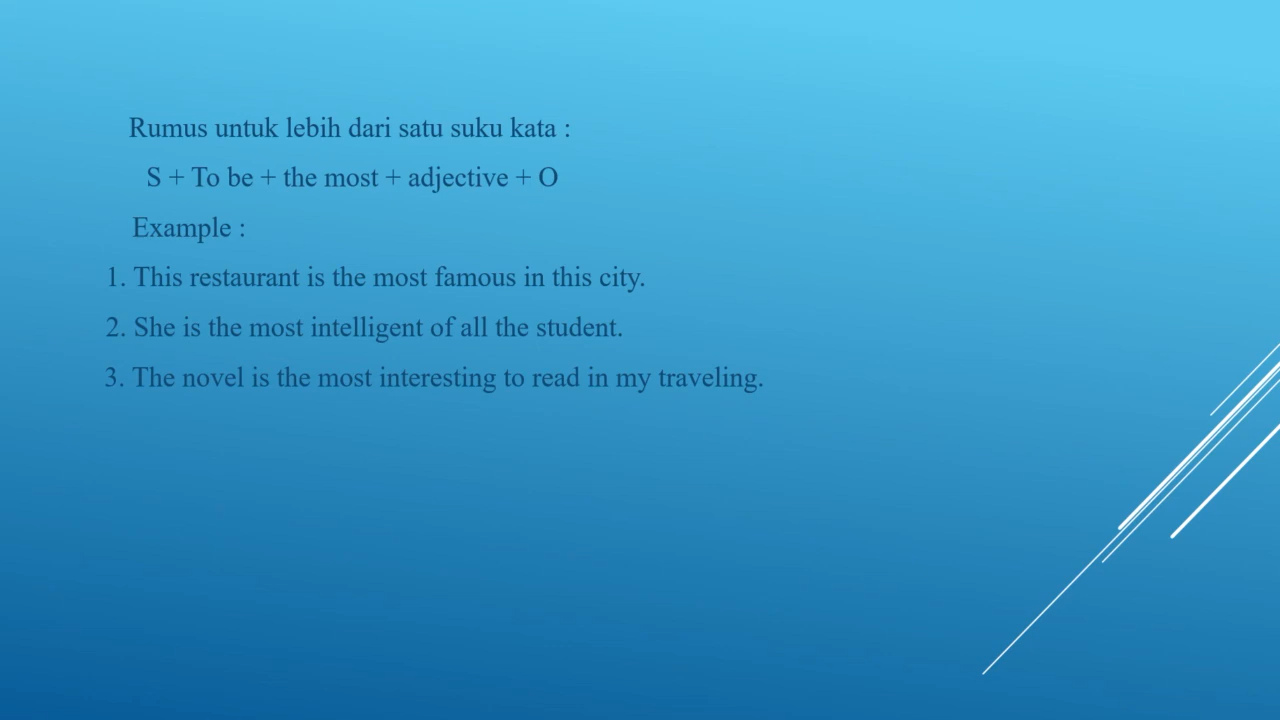 Rumus untuk lebih dari satu suku kata :
S + To be + the most + adjective + O
Example :
1. This restaurant is the most famous in this city.
2. She is the most intelligent of all the student.
3. The novel is the most interesting to read in my traveling.